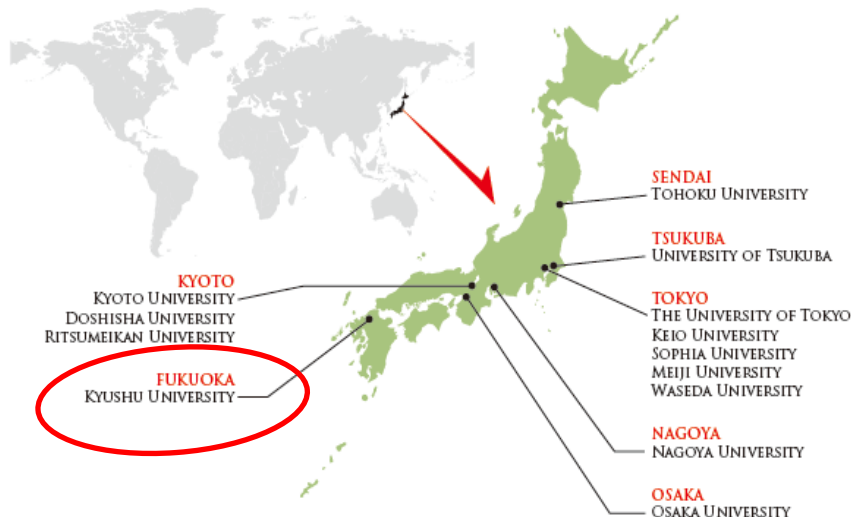 SENDAI
TOHOKU UNIVERSITY
TSUKUBA
UNIVERSITY OF TSUKUBA
KYOTO
KYOTO UNIVERSITY
DOSHISHA UNIVERSITY
RITSUMEIKAN UNIVERSITY
TOKYO
THE UNIVERSITY OF TOKYO
KEIO UNIVERSITY
SOPHIA UNIVERSITY
MEIJI UNIVERSITY
WASEDA UNIVERSITY
FUKUOKA
KYUSHU UNIVERSITY
NAGOYA
NAGOYA UNIVERSITY
OSAKA
OSAKA UNIVERSITY